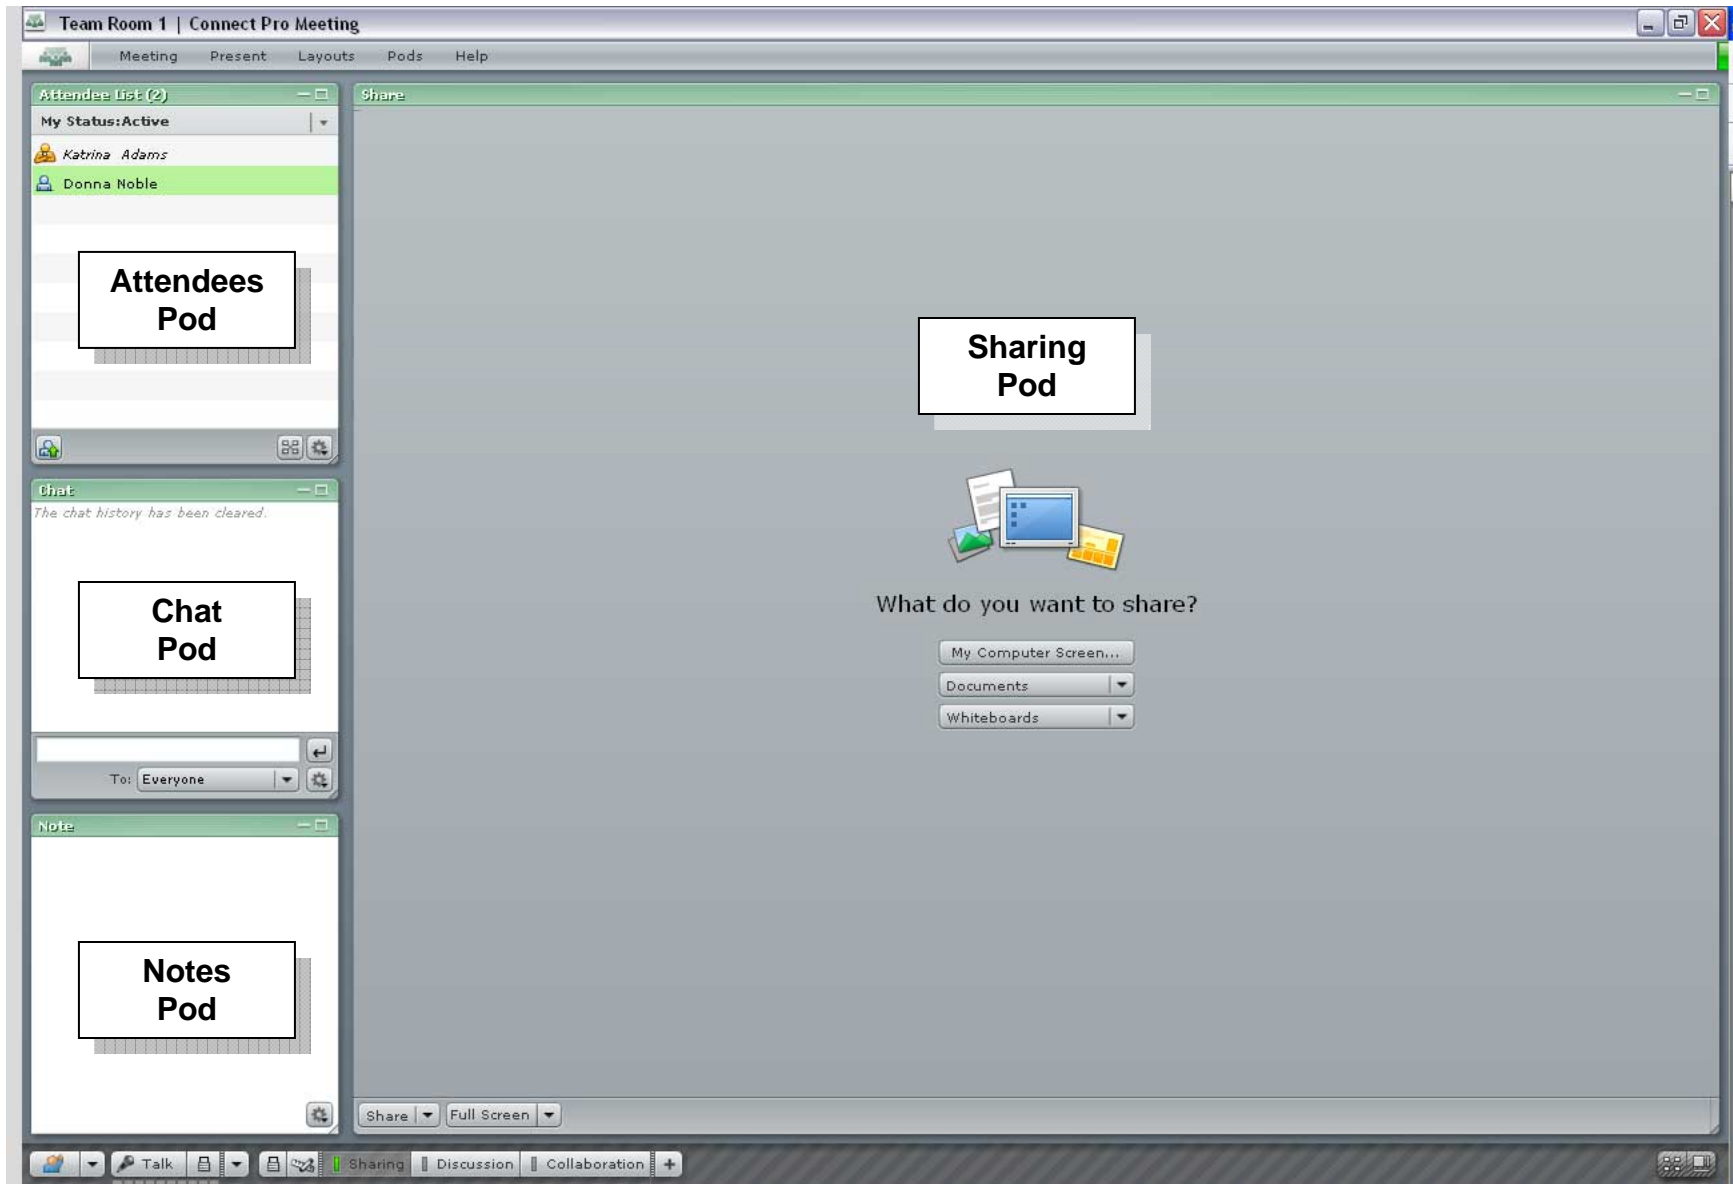 Team Room 1 | Connect Pro Meeting
Meeting Present Layouts Pods Help
Attendee List (2)
My Status:Active
Katrina Adams
Donna Noble
Attendees
Pod
Chat
The chat history has been cleared.
Chat
Pod
To: Everyone
Note
Notes
Pod
Share
Sharing
Pod
What do you want to share?
My Computer Screen...
Documents
Whiteboards
Share Full Screen
Talk Sharing Discussion Collaboration +